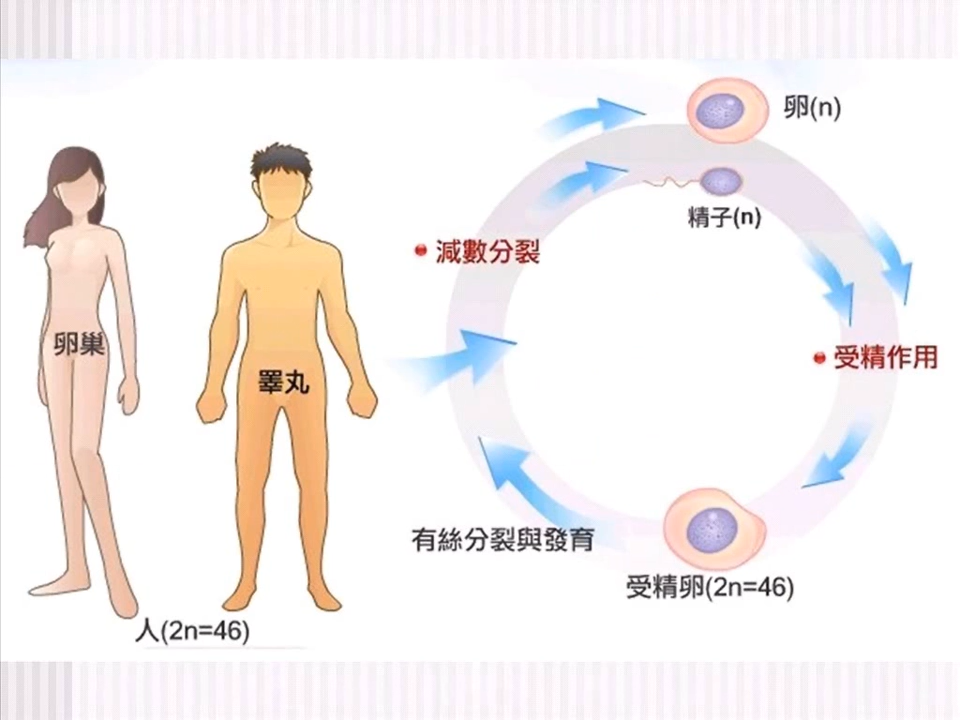 卵(n)
精子(n)
減數分裂
卵巢
睪丸
受精作用
有絲分裂與發育
受精卵(2n=46)
人(2n=46)